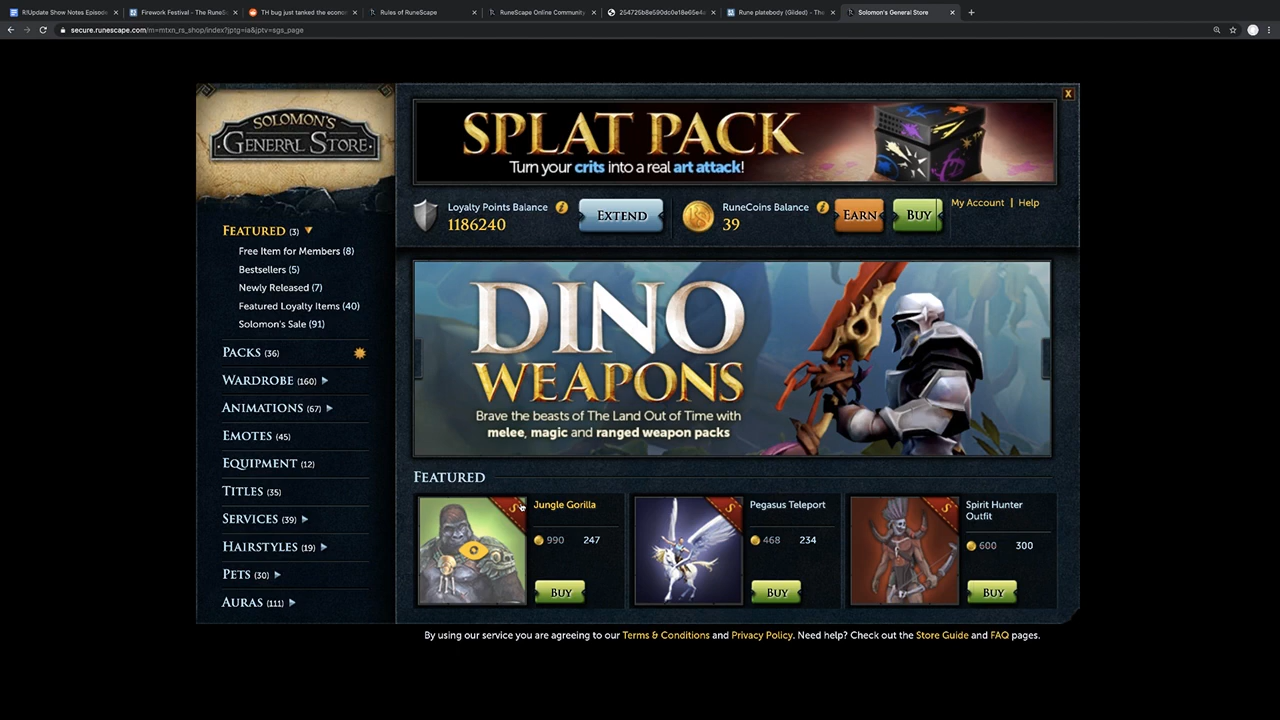 R!Update Show Notes Episode
Firework Festival - The RuneS
TH bug just tanked the econo
Rules of RuneScape
RuneScape Online Community
Rune platebody (Gilded) - The
Solomon's General Store
secure.runescape.com/m=mtxn_rs_shop/index?jptg=ia&jptv=sgs_page
SOLOMON'S
GENERAL STORE
SPLAT PACK
Turn your crits into a real art attack!
X
Loyalty Points Balance
1186240
EXTEND
RuneCoins Balance
39
EARN
BUY
My Account | Help
FEATURED (3)
Free Item for Members (8)
Bestsellers (5)
Newly Released (7)
Featured Loyalty Items (40)
Solomon's Sale (91)
PACKS (36)
WARDROBE (160)
ANIMATIONS (67)
EMOTES (45)
EQUIPMENT (12)
TITLES (35)
SERVICES (39)
HAIRSTYLES (19)
PETS (30)
AURAS (111)
DINO
WEAPONS
Brave the beasts of The Land Out of Time with
melee, magic and ranged weapon packs
FEATURED
S
Jungle Gorilla
990 247
BUY
S
Pegasus Teleport
468 234
BUY
S
Spirit Hunter
Outfit
600 300
BUY
By using our service you are agreeing to our Terms & Conditions and Privacy Policy. Need help? Check out the Store Guide and FAQ pages.